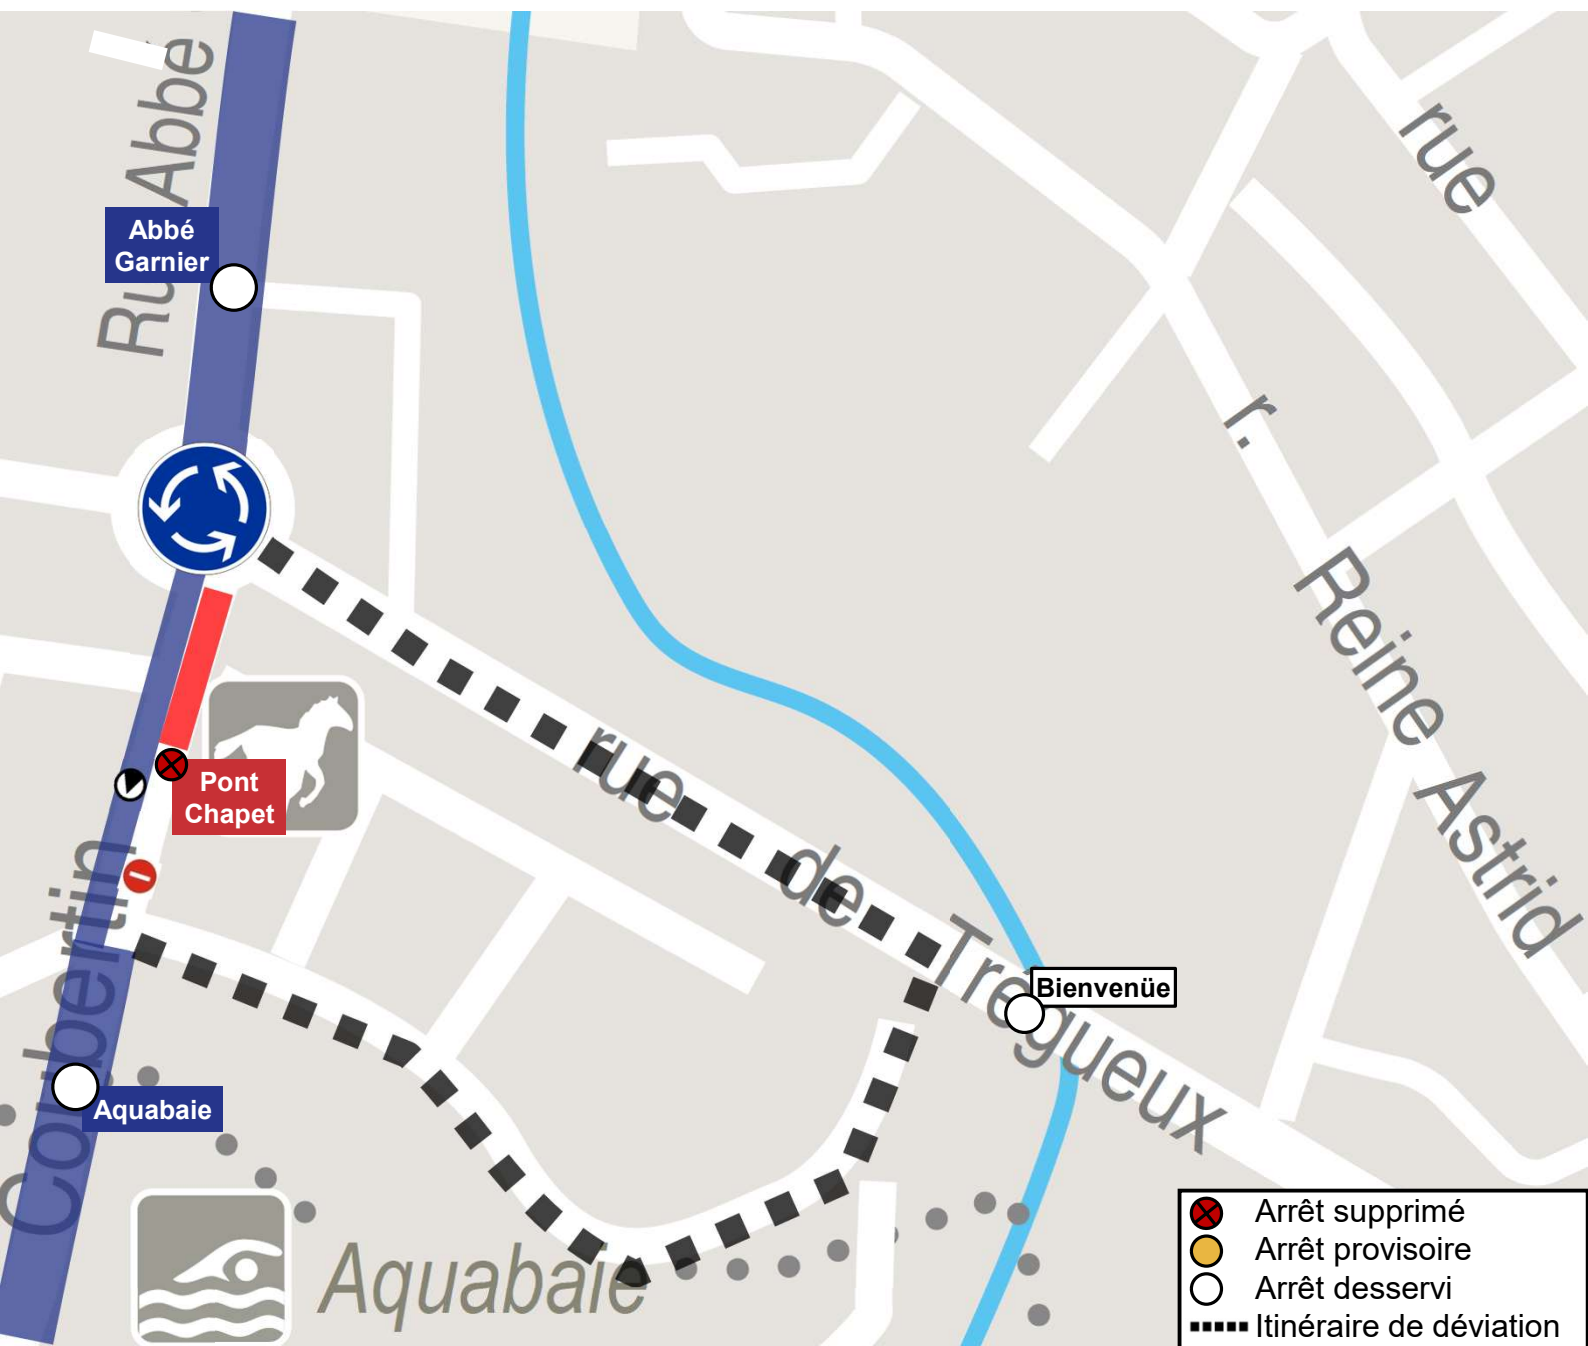 Rue Abbé
rue
Abbé
Garnier
r. Reine Astrid
Pont
Chapet
rue de Trégueux
Bienvenüe
Coubertin
Aquabaie
Aquabaie
Arrêt supprimé
Arrêt provisoire
Arrêt desservi
Itinéraire de déviation